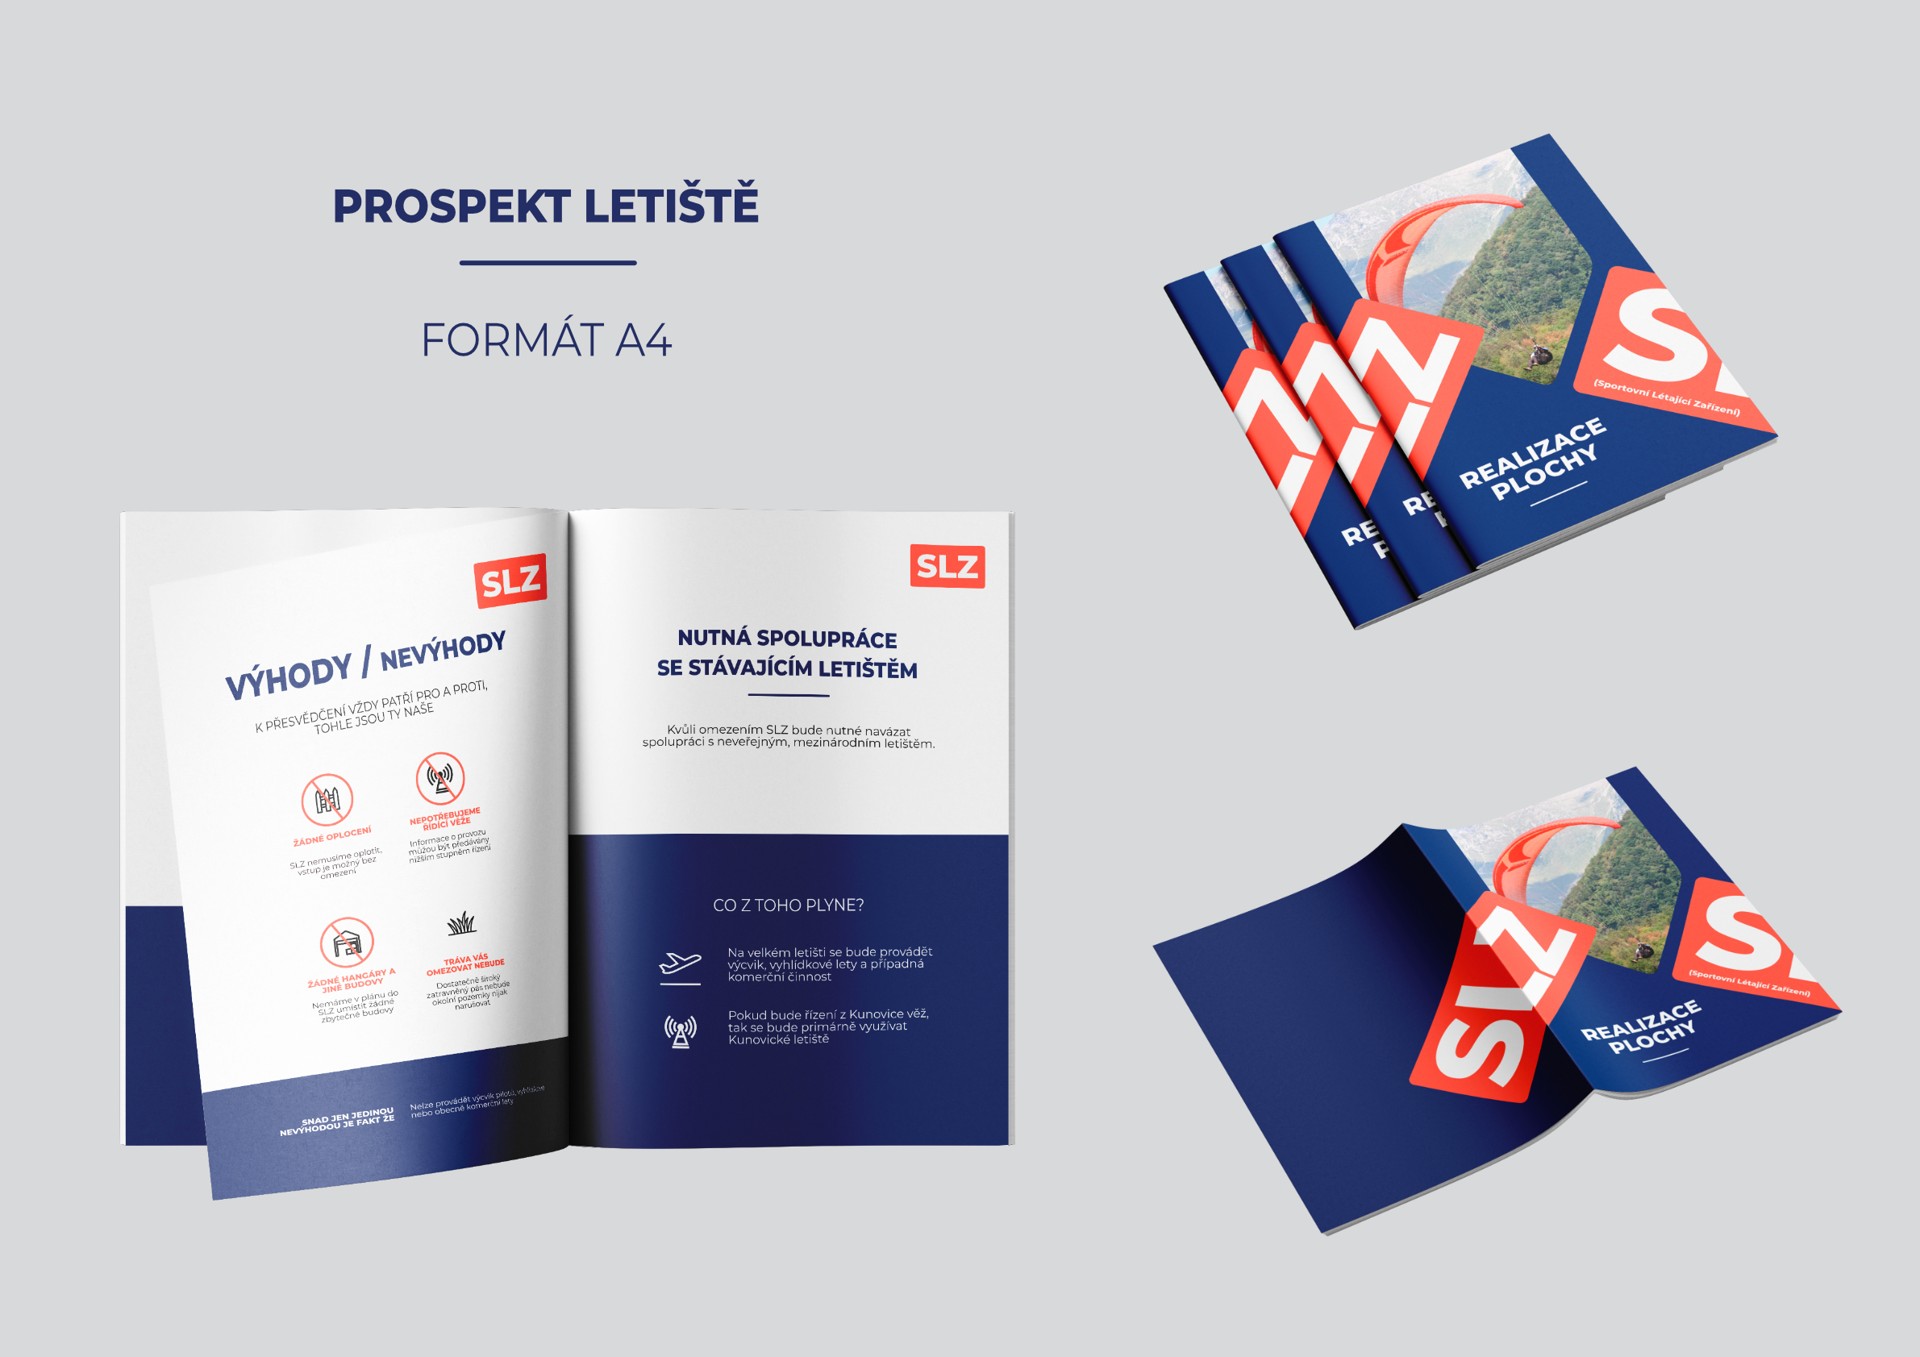 PROSPEKT LETIŠTĚ
FORMÁT A4
SLZ
VÝHODY / NEVÝHODY
K PŘESVĚDČENÍ VŽDY PATŘÍ PRO A PROTI,
TOHLE JSOU TY NAŠE
ŽÁDNÉ OPLOCENÍ
SLZ nemusíme oplotit,
vstup je možný bez
omezení
NEPOTŘEBUJEME
ŘÍDÍCÍ VĚŽE
Informace o provozu
můžou být předávány
nižším stupněm řízení
ŽÁDNÉ HANGÁRY A
JINÉ BUDOVY
Nemáme v plánu do
SLZ umístit žádné
zbytečné budovy
TRÁVA VÁS
OMEZOVAT NEBUDE
Dostatečně široký
zatravněný pás nebude
okolní pozemky nijak
narušovat
SNAD JEN JEDINOU
NEVÝHODOU JE FAKT ŽE
Nelze provádět výcvik pilotů, vyhlídkové
nebo obecně komerční lety
SLZ
NUTNÁ SPOLUPRÁCE
SE STÁVAJÍCÍM LETIŠTĚM
Kvůli omezením SLZ bude nutné navázat
spolupráci s neveřejným, mezinárodním letištěm.
CO Z TOHO PLYNE?
Na velkém letišti se bude provádět
výcvik, vyhlídkové lety a případná
komerční činnost
Pokud bude řízení z Kunovice věž,
tak se bude primárně využívat
Kunovické letiště
LZ
SL
(Sportovní Létající Zařízení)
REALIZACE
PLOCHY
RE
P
RE
P
SLZ
SL
(Sportovní Létající Zařízení)
REALIZACE
PLOCHY